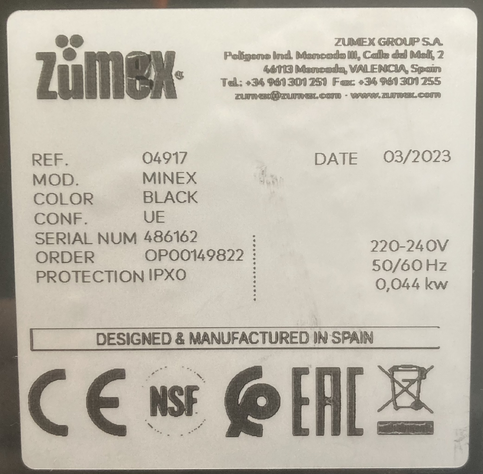 zümex
ZUMEX GROUP S.A.
Polígono Ind. Moncada III, Calle del Molí, 2
46113 Moncada, VALENCIA, Spain
Tel.: +34 961 301 251 Fax: +34 961 301 255
zumex@zumex.com - www.zumex.com
REF. 04917 DATE 03/2023
MOD. MINEX
COLOR BLACK
CONF. UE
SERIAL NUM 486162
ORDER OP00149822
PROTECTION IPX0
220-240V
50/60 Hz
0,044 kw
DESIGNED & MANUFACTURED IN SPAIN
CE NSF EAC